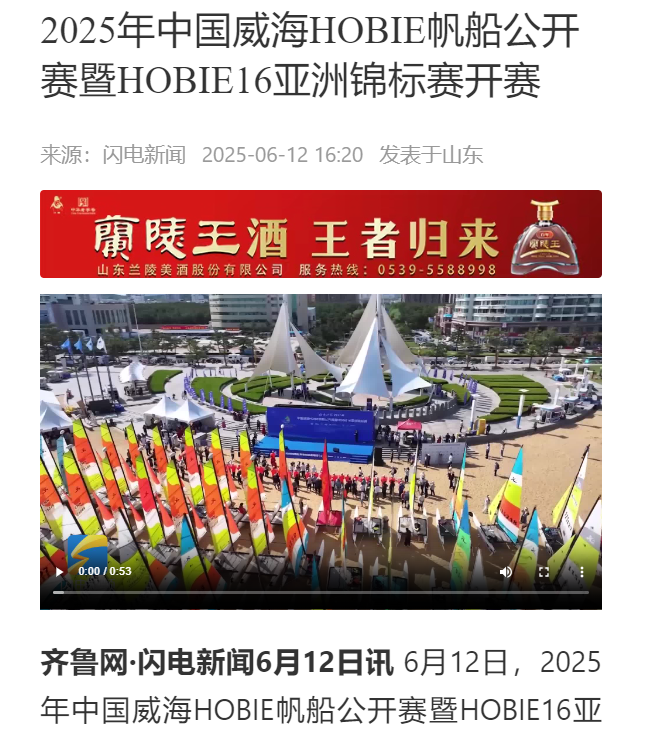 2025年中国威海HOBIE帆船公开
赛暨HOBIE16亚洲锦标赛开赛
来源：闪电新闻 2025-06-12 16:20 发表于山东
蘭陵王酒 王者归来
山东兰陵美酒股份有限公司 服务热线：0539-5588998
0:00 / 0:53
齐鲁网·闪电新闻6月12日讯 6月12日，2025
年中国威海HOBIE帆船公开赛暨HOBIE16亚